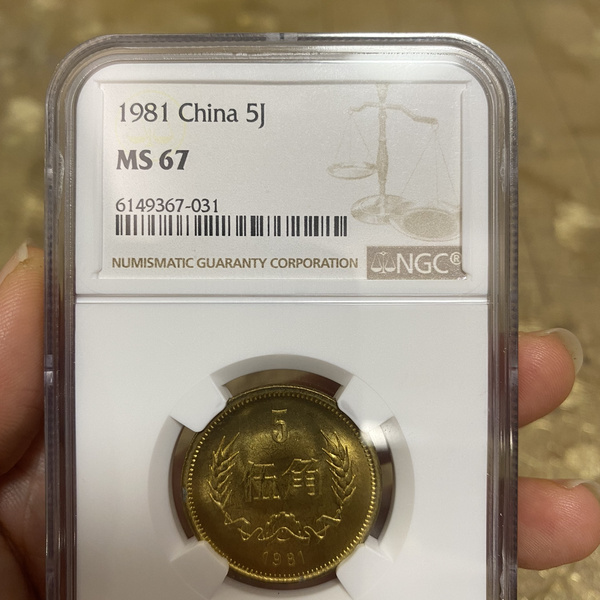 1981 China 5J
MS 67
6149367-031
NUMISMATIC GUARANTY CORPORATION
NGC®
5
伍角
1981